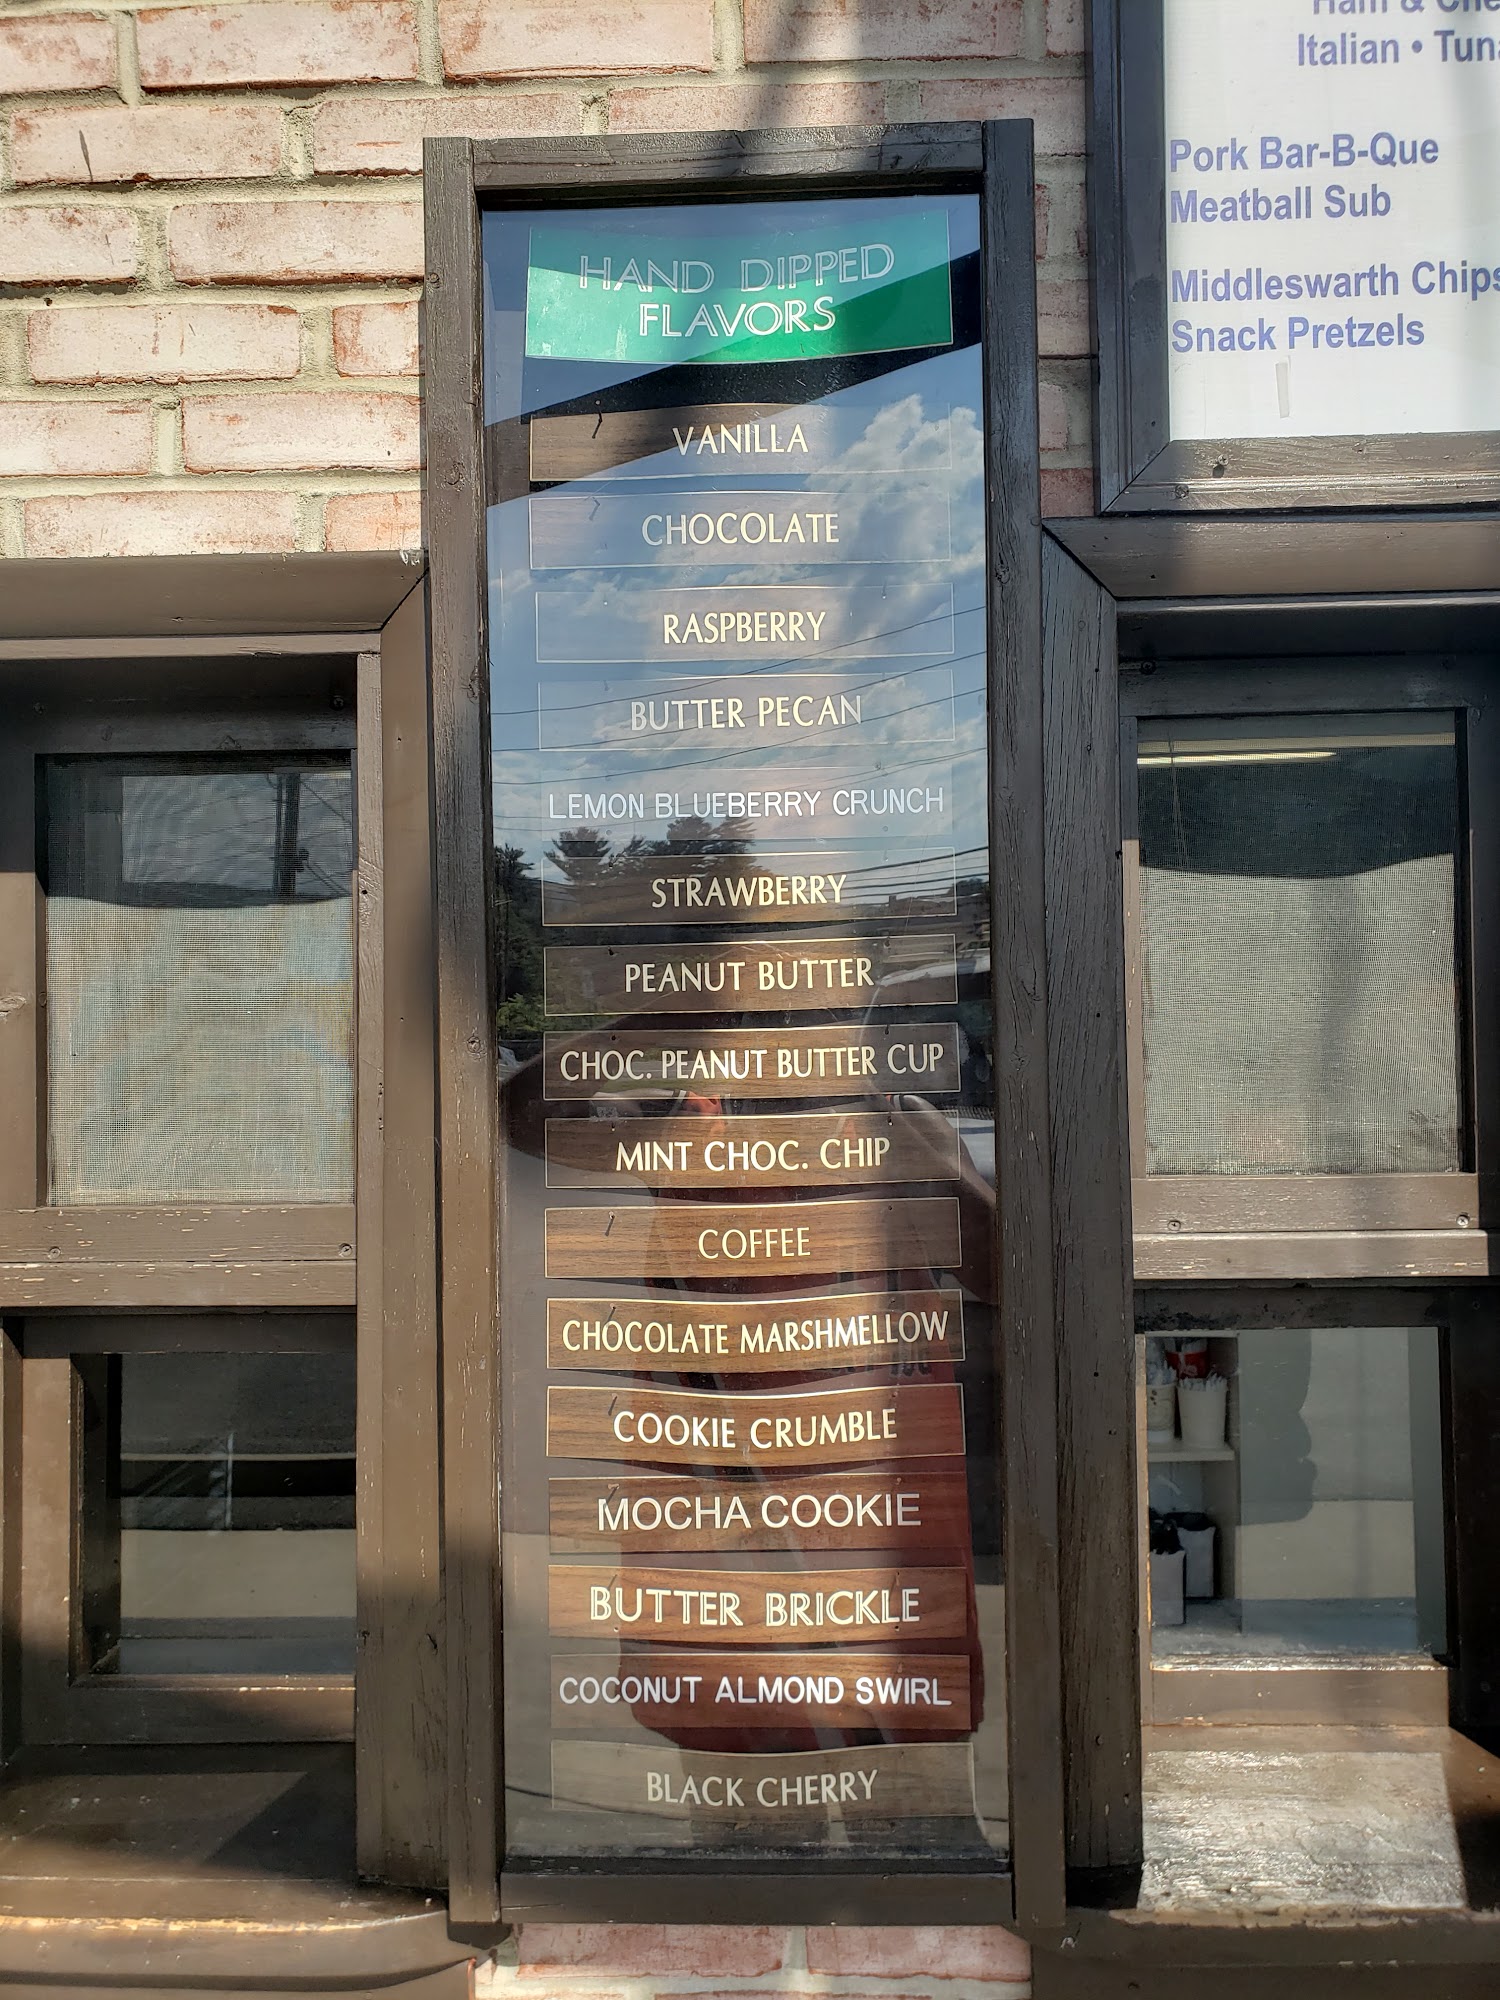 HAND DIPPED
FLAVORS
VANILLA
CHOCOLATE
RASPBERRY
BUTTER PECAN
LEMON BLUEBERRY CRUNCH
STRAWBERRY
PEANUT BUTTER
CHOC. PEANUT BUTTER CUP
MINT CHOC. CHIP
COFFEE
CHOCOLATE MARSHMELLOW
COOKIE CRUMBLE
MOCHA COOKIE
BUTTER BRICKLE
COCONUT ALMOND SWIRL
BLACK CHERRY
Ham &
Italian •
Pork Bar-B-Que
Meatball Sub
Middleswarth Chips
Snack Pretzels